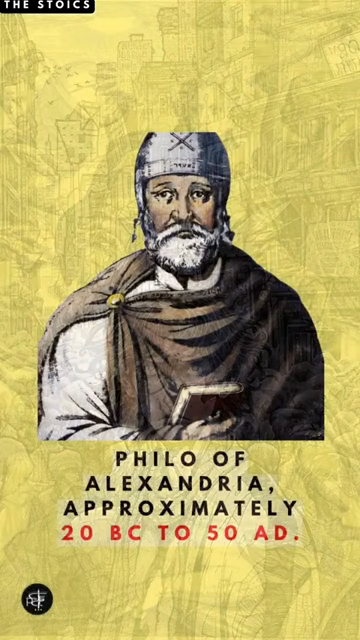 THE STOICS
PHILO OF
ALEXANDRIA,
APPROXIMATELY
20 BC TO 50 AD.